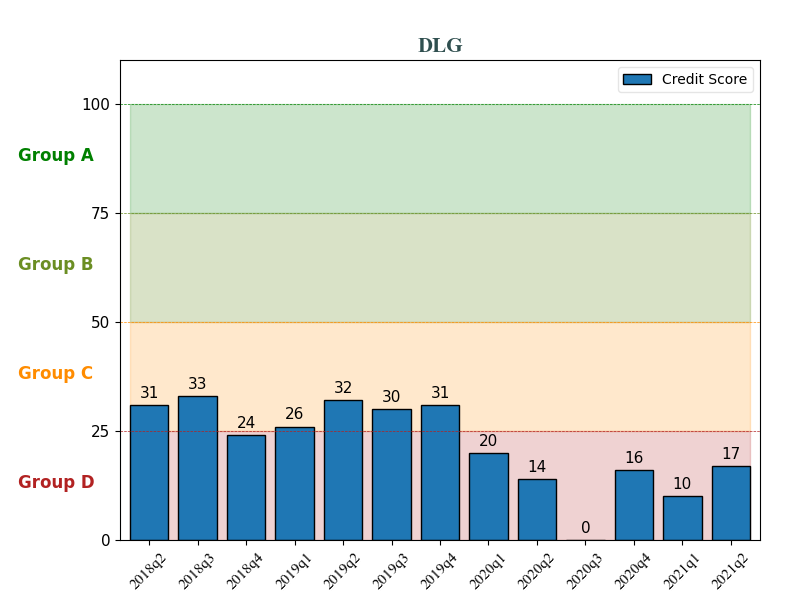 DLG
Credit Score
100
Group A
75
Group B
50
Group C
31
33
24
26
32
30
31
25
20
14
0
16
10
17
Group D
0
2018q2
2018q3
2018q4
2019q1
2019q2
2019q3
2019q4
2020q1
2020q2
2020q3
2020q4
2021q1
2021q2